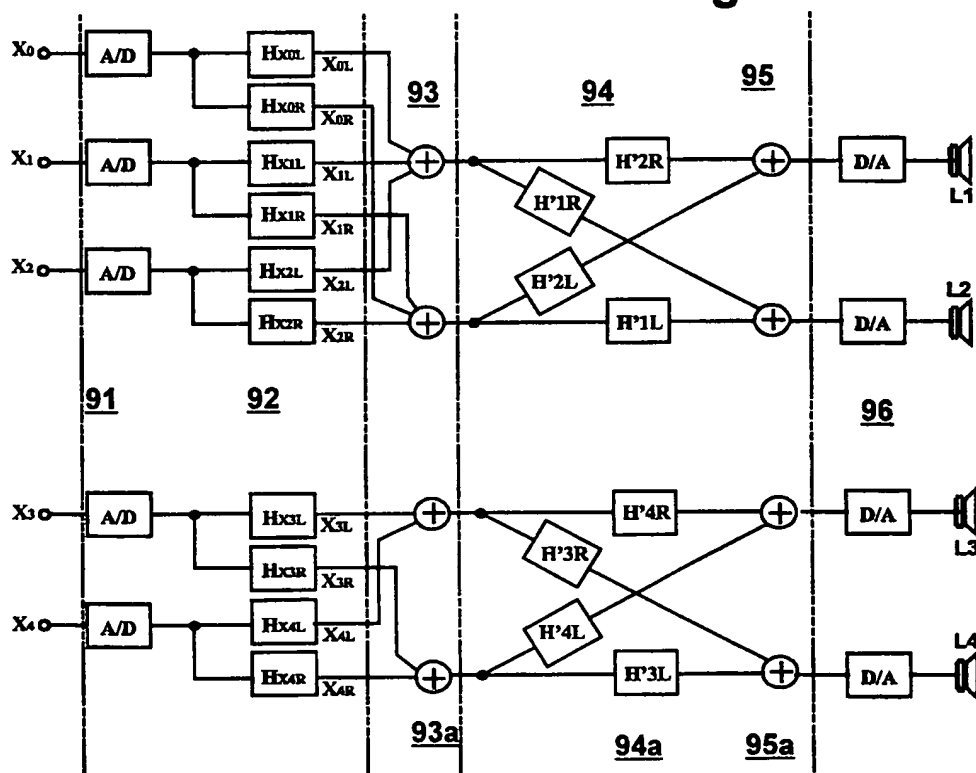 g
X0 A/D HX0L X0L
HX0R X0R
93 94 95
X1 A/D HX1L X1L
H'2R D/A L1
HX1R X1R
H'1R
X2 A/D HX2L X2L
H'2L
HX2R X2R
H'1L D/A L2
91 92 96
X3 A/D HX3L X3L
H'4R D/A L3
HX3R X3R
H'3R
X4 A/D HX4L X4L
H'4L
HX4R X4R
H'3L D/A L4
93a 94a 95a